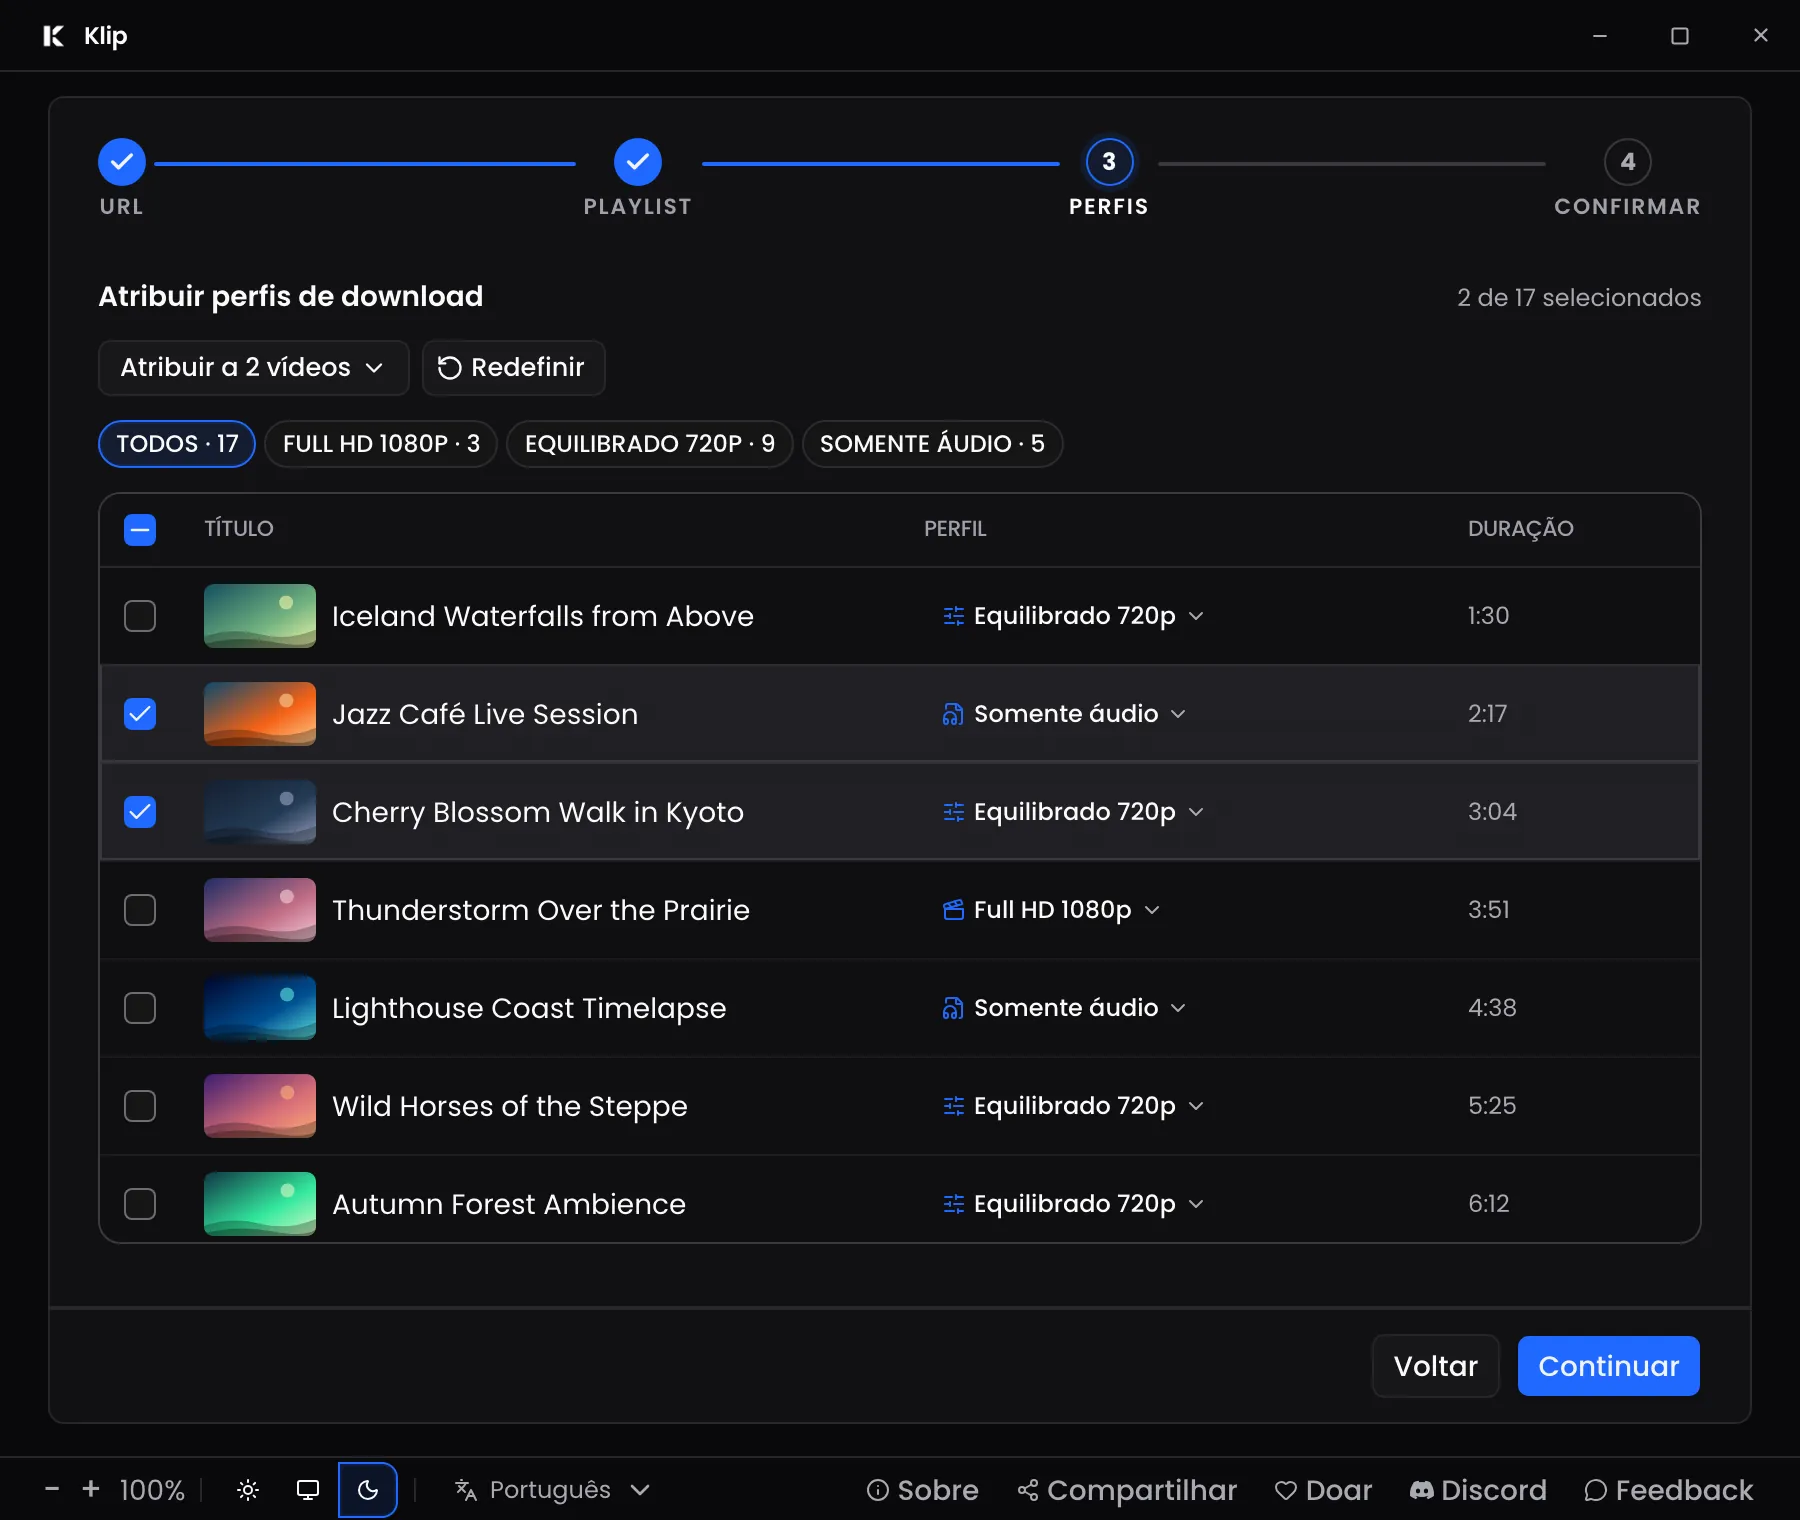 Klip
3
4
URL
PLAYLIST
PERFIS
CONFIRMAR
Atribuir perfis de download
2 de 17 selecionados
Atribuir a 2 vídeos
Redefinir
TODOS · 17
FULL HD 1080P · 3
EQUILIBRADO 720P · 9
SOMENTE ÁUDIO · 5
TÍTULO
PERFIL
DURAÇÃO
Iceland Waterfalls from Above
Equilibrado 720p
1:30
Jazz Café Live Session
Somente áudio
2:17
Cherry Blossom Walk in Kyoto
Equilibrado 720p
3:04
Thunderstorm Over the Prairie
Full HD 1080p
3:51
Lighthouse Coast Timelapse
Somente áudio
4:38
Wild Horses of the Steppe
Equilibrado 720p
5:25
Autumn Forest Ambience
Equilibrado 720p
6:12
Voltar
Continuar
100%
Português
Sobre
Compartilhar
Doar
Discord
Feedback